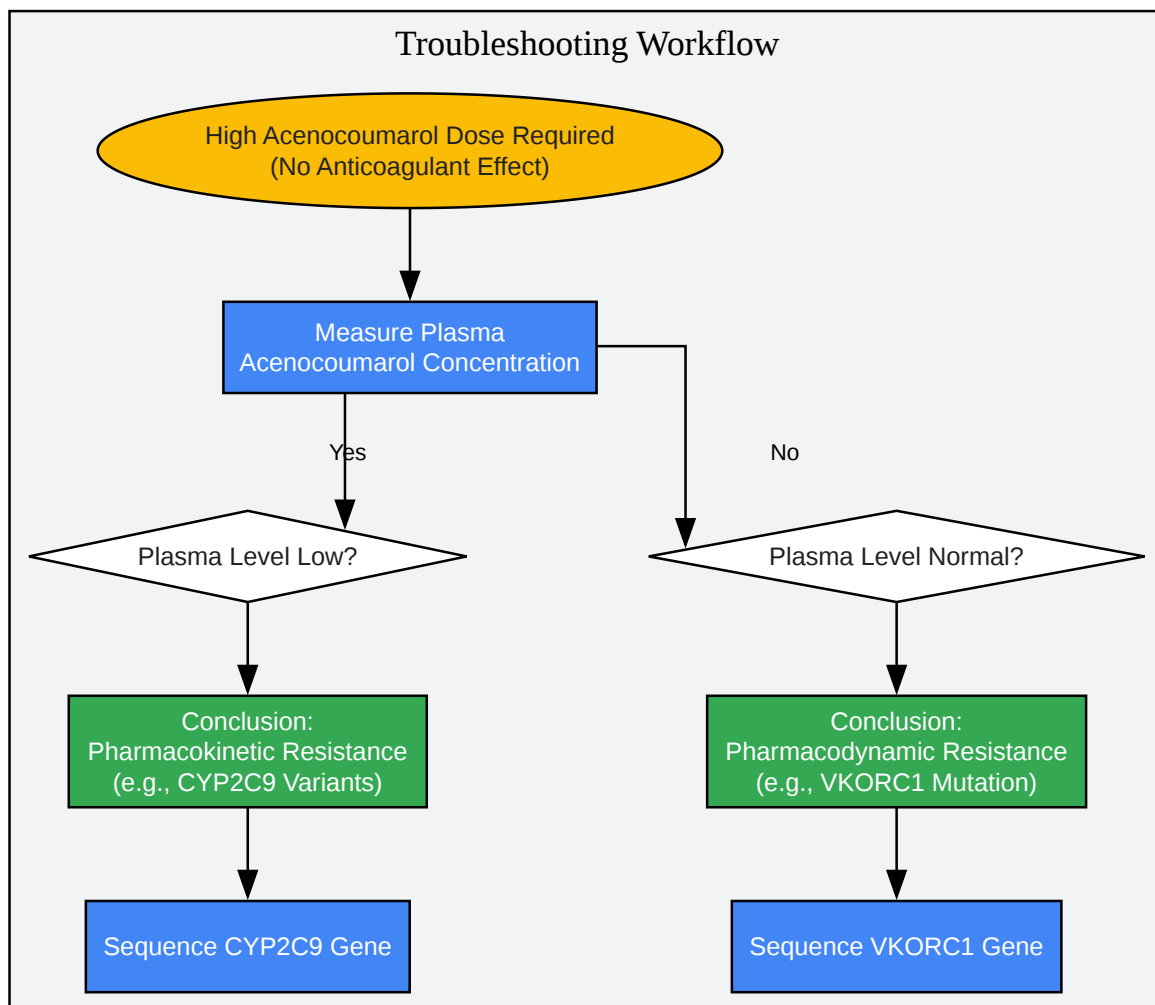 Troubleshooting Workflow
High Acenocoumarol Dose Required
(No Anticoagulant Effect)
Measure Plasma
Acenocoumarol Concentration
Yes
No
Plasma Level Low?
Plasma Level Normal?
Conclusion:
Pharmacokinetic Resistance
(e.g., CYP2C9 Variants)
Conclusion:
Pharmacodynamic Resistance
(e.g., VKORC1 Mutation)
Sequence CYP2C9 Gene
Sequence VKORC1 Gene